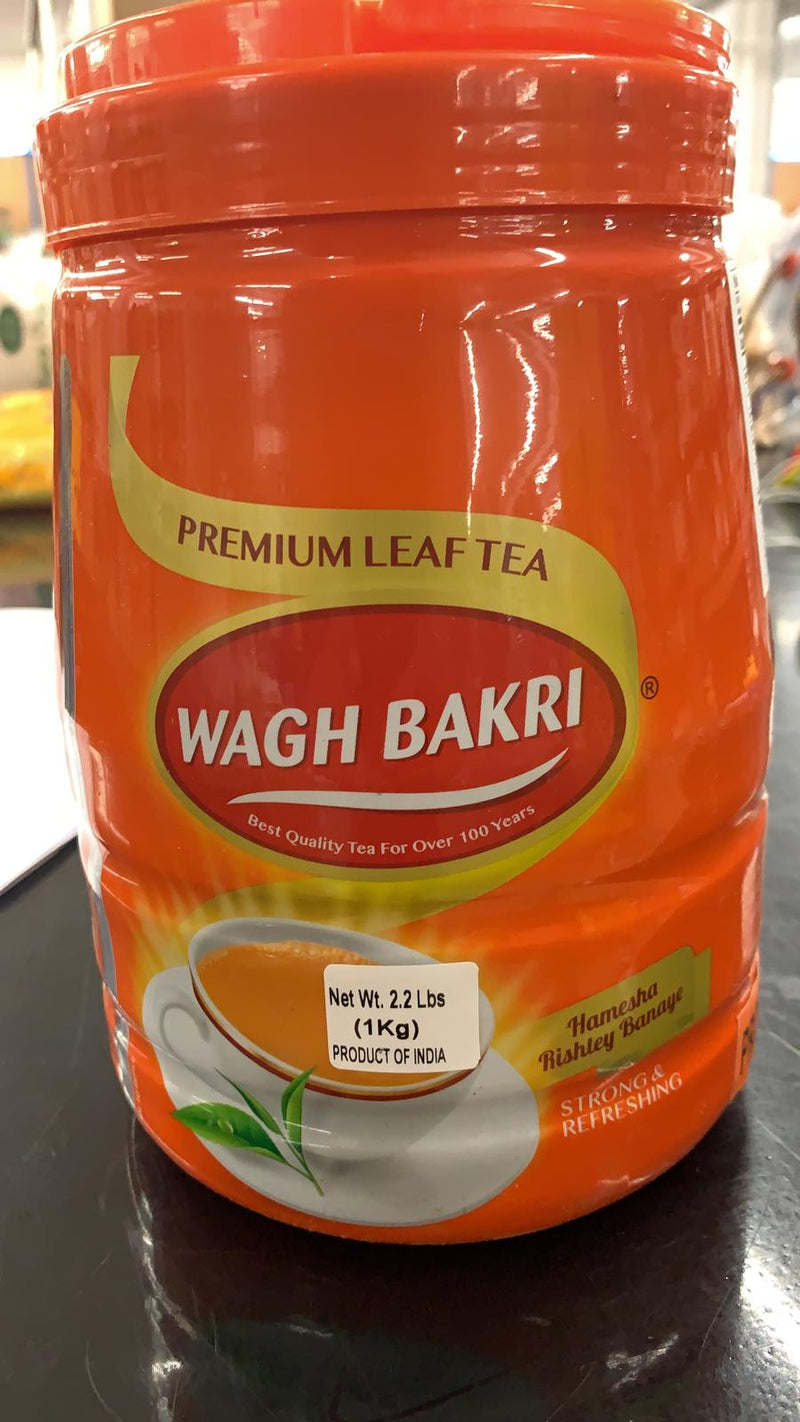 PREMIUM LEAF TEA
WAGH BAKRI
®
Best Quality Tea For Over 100 Years
Net Wt. 2.2 Lbs
(1Kg)
PRODUCT OF INDIA
Hamesha
Rishtey Banaye
STRONG &
REFRESHING